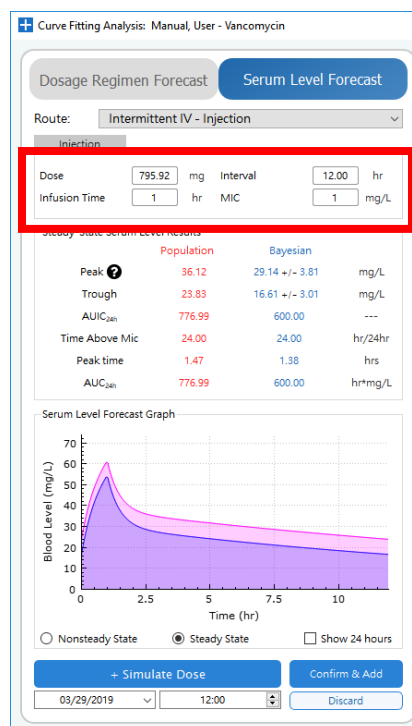 Curve Fitting Analysis: Manual, User - Vancomycin
Dosage Regimen Forecast Serum Level Forecast
Route: Intermittent IV - Injection
Injection
Dose 795.92 mg Interval 12.00 hr
Infusion Time 1 hr MIC 1 mg/L
Steady-State Serum Level Results
Population Bayesian
Peak ? 36.12 29.14 +/- 3.81 mg/L
Trough 23.83 16.61 +/- 3.01 mg/L
AUIC24h 776.99 600.00 ---
Time Above Mic 24.00 24.00 hr/24hr
Peak time 1.47 1.38 hrs
AUC24h 776.99 600.00 hr*mg/L
Serum Level Forecast Graph
70
60
50
40
30
20
10
0
Blood Level (mg/L)
0 2.5 5 7.5 10
Time (hr)
Nonsteady State Steady State Show 24 hours
+ Simulate Dose Confirm & Add
03/29/2019 12:00 Discard